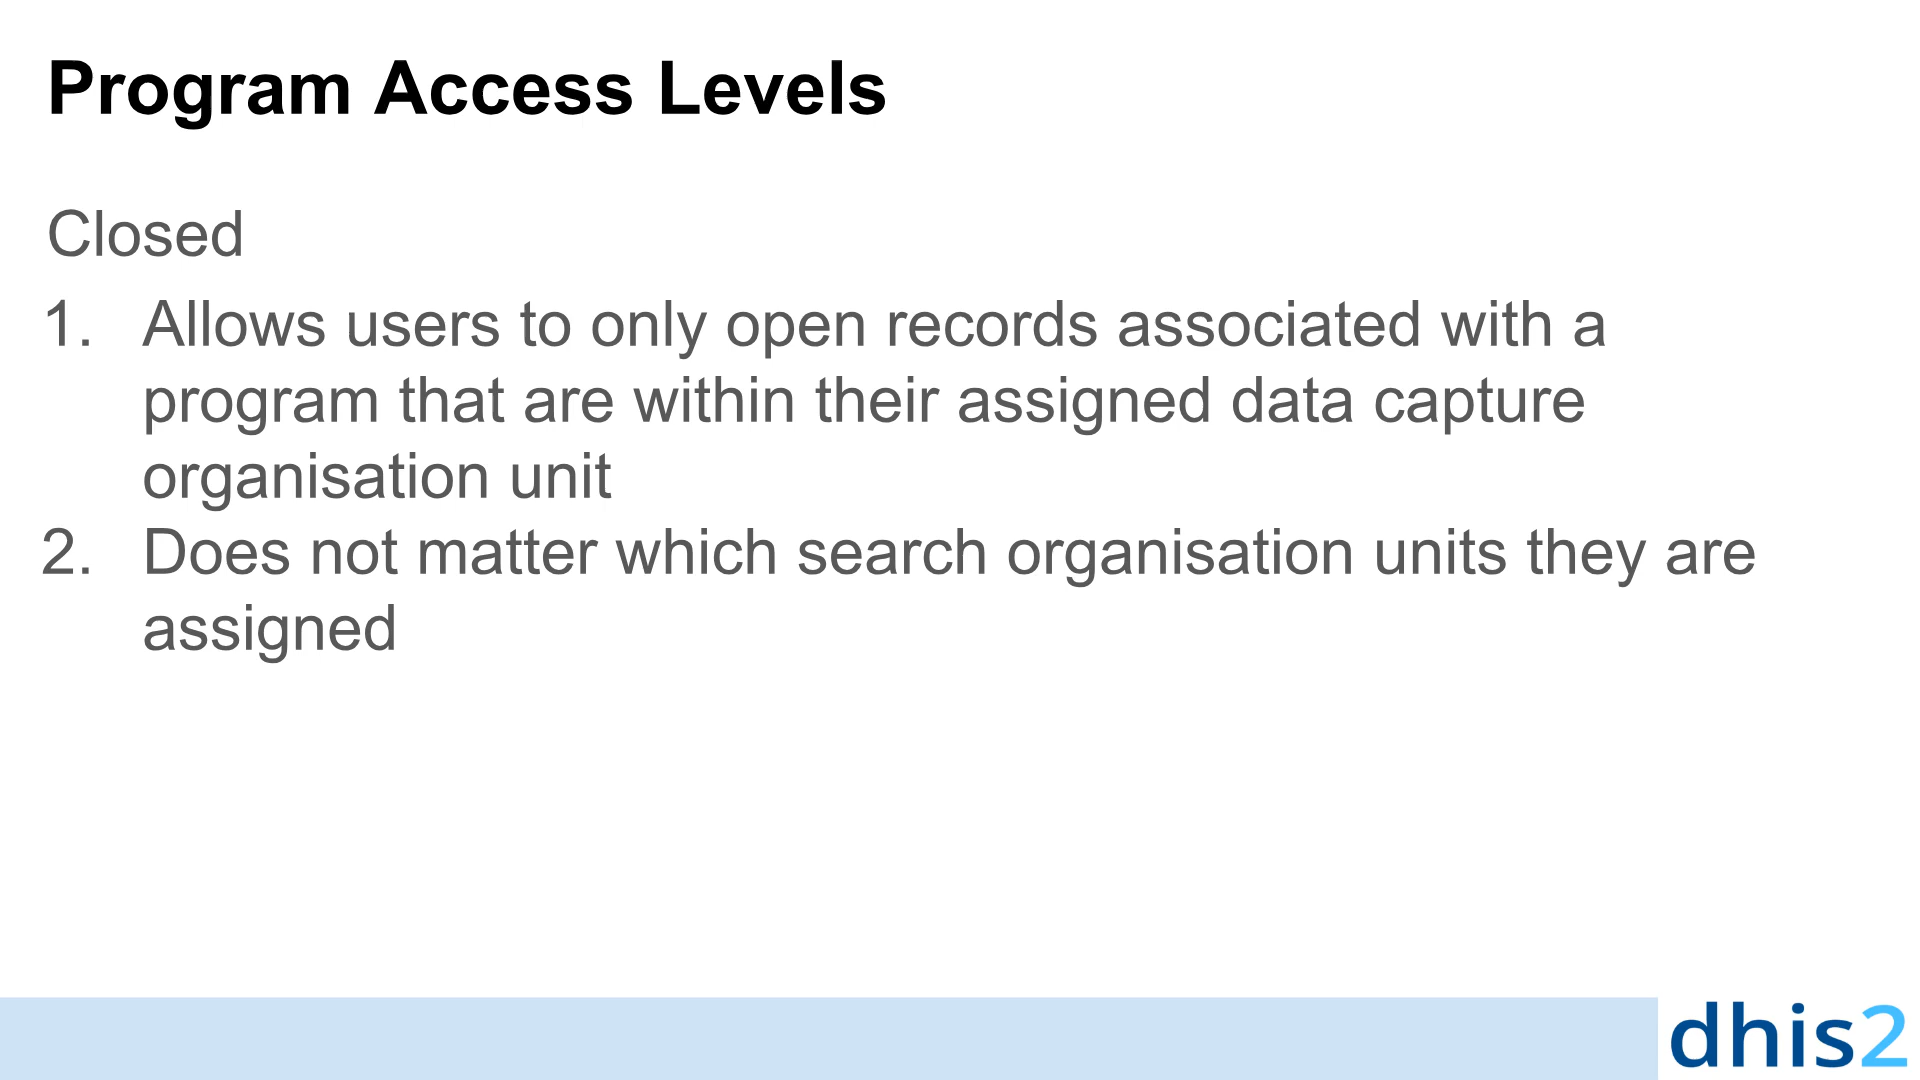 Program Access Levels
Closed
1. Allows users to only open records associated with a
program that are within their assigned data capture
organisation unit
2. Does not matter which search organisation units they are
assigned
dhis2